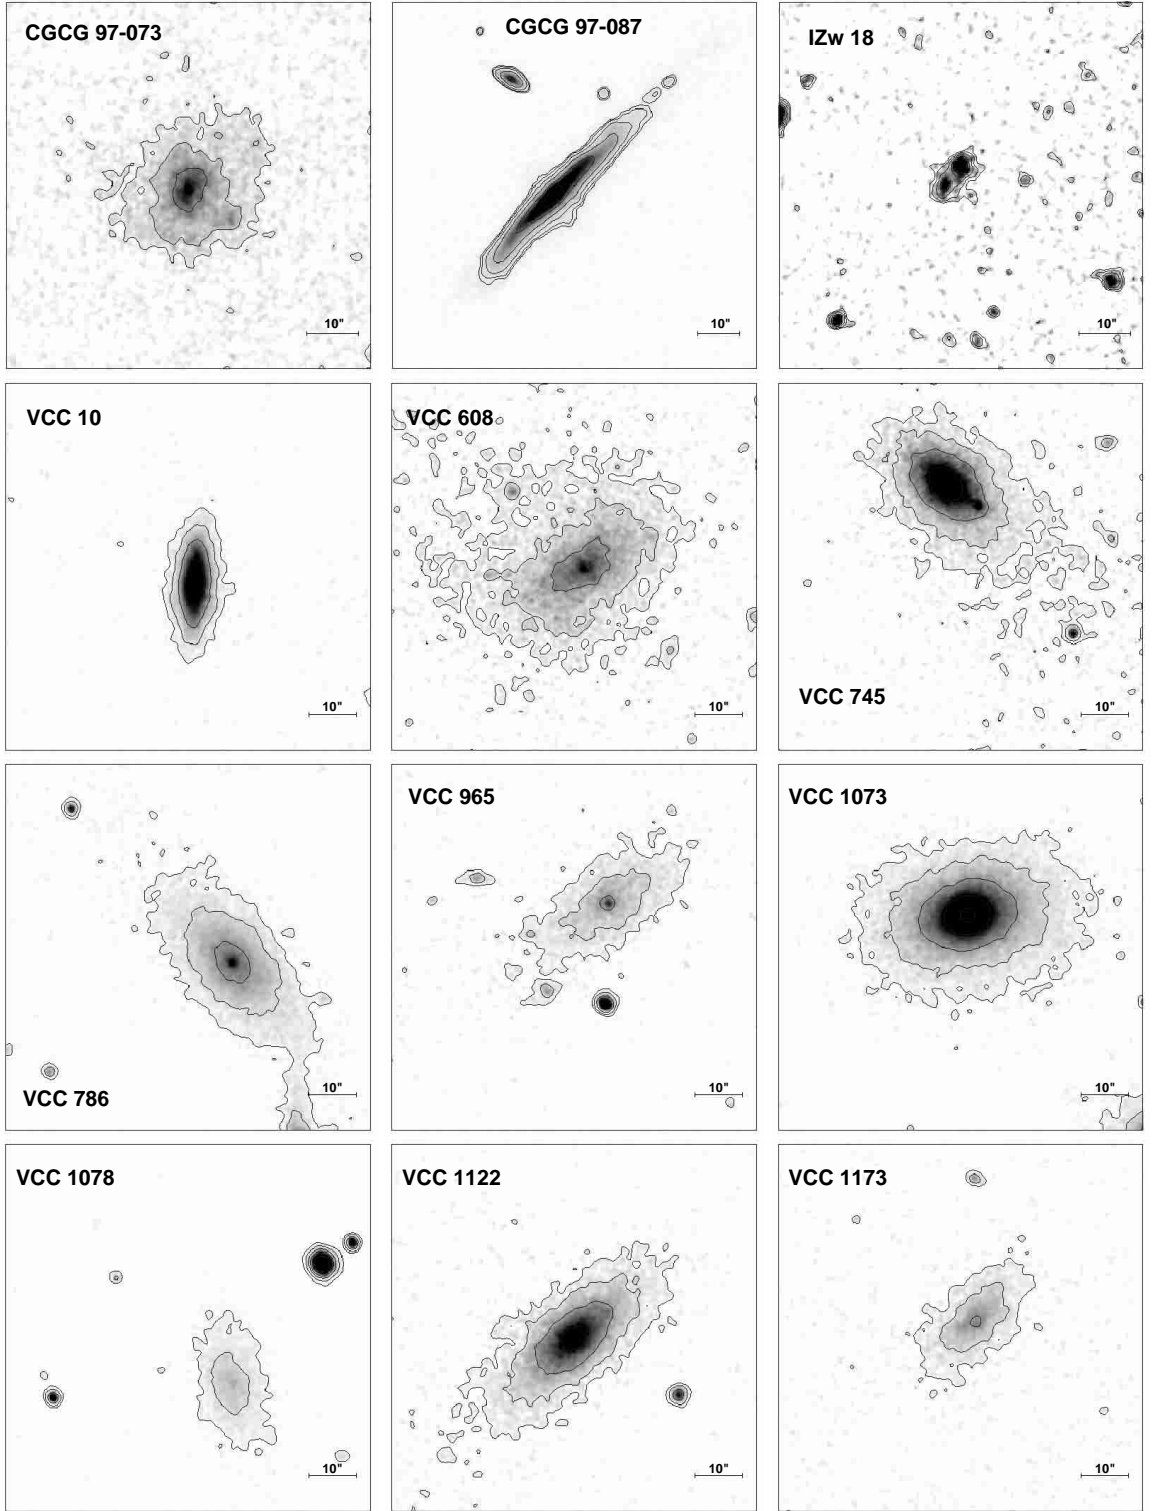 CGCG 97-073
10"
CGCG 97-087
10"
IZw 18
10"
VCC 10
10"
VCC 608
10"
VCC 745
10"
VCC 786
10"
VCC 965
10"
VCC 1073
10"
VCC 1078
10"
VCC 1122
10"
VCC 1173
10"